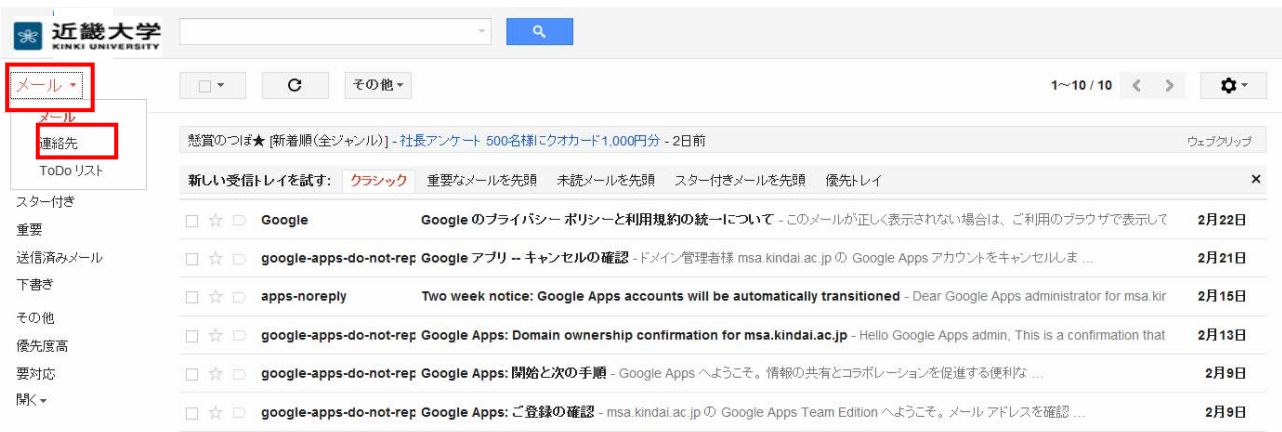 近畿大学
KINKI UNIVERSITY
メール
その他
1～10 / 10
メール
連絡先
ToDo リスト
スター付き
重要
送信済みメール
下書き
その他
優先度高
要対応
開く
懸賞のつぼ★ [新着順(全ジャンル)] - 社長アンケート 500名様にクオカード1,000円分 - 2日前 ウェブクリップ
新しい受信トレイを試す: クラシック 重要なメールを先頭 未読メールを先頭 スター付きメールを先頭 優先トレイ ×
Google Google のプライバシー ポリシーと利用規約の統一について - このメールが正しく表示されない場合は、ご利用のブラウザで表示して 2月22日
google-apps-do-not-rep Google アプリ -- キャンセルの確認 - ドメイン管理者様 msa.kindai.ac.jp の Google Apps アカウントをキャンセルしま ... 2月21日
apps-noreply Two week notice: Google Apps accounts will be automatically transitioned - Dear Google Apps administrator for msa.kir 2月15日
google-apps-do-not-rep Google Apps: Domain ownership confirmation for msa.kindai.ac.jp - Hello Google Apps admin, This is a confirmation that 2月13日
google-apps-do-not-rep Google Apps: 開始と次の手順 - Google Apps へようこそ。情報の共有とコラボレーションを促進する便利な ... 2月9日
google-apps-do-not-rep Google Apps: ご登録の確認 - msa.kindai.ac.jp の Google Apps Team Edition へようこそ。メール アドレスを確認 ... 2月9日